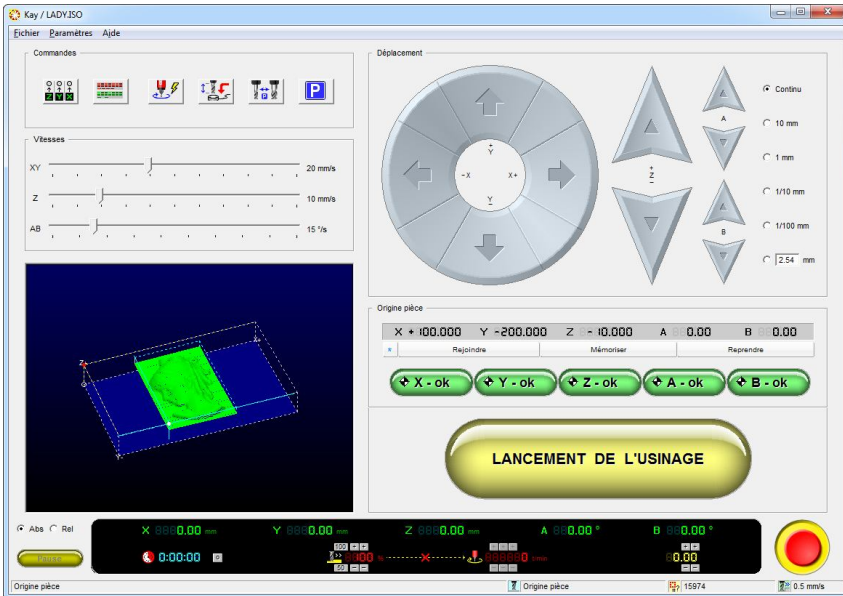 Kay / LADY.ISO
Fichier Paramètres Aide
Commandes
Z Y X
P
P
Vitesses
XY 20 mm/s
Z 10 mm/s
AB 15 °/s
Déplacement
+
Y
-X X+
Y
-
+
Z
-
A
B
Continu
10 mm
1 mm
1/10 mm
1/100 mm
2.54 mm
Origine pièce
X +100.000 Y -200.000 Z -10.000 A 0.00 B 0.00
* Rejoindre Mémoriser Reprendre
X - ok Y - ok Z - ok A - ok B - ok
LANCEMENT DE L'USINAGE
Z
X
Y
Abs Rel
X 0.00 mm Y 0.00 mm Z 0.00 mm A 0.00 ° B 0.00 °
0:00:00
100 + +
100 %
50 - -
0
+ +
0.00
- -
Origine pièce Origine pièce 15974 0.5 mm/s